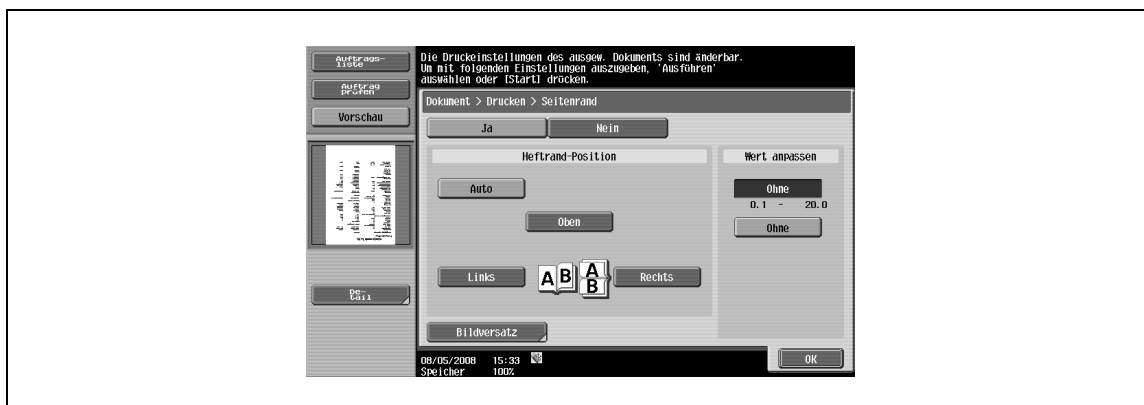 Auftrags-
liste
Auftrag
prüfen
Vorschau
De-
tail
Die Druckeinstellungen des ausgew. Dokuments sind änderbar.
Um mit folgenden Einstellungen auszugeben, 'Ausführen'
auswählen oder [Start] drücken.
Dokument > Drucken > Seitenrand
Ja Nein
Heftrand-Position
Auto
Oben
Links
A B A B
Rechts
Bildversatz
Wert anpassen
Ohne
0.1 - 20.0
Ohne
08/05/2008 15:33
Speicher 100%
OK